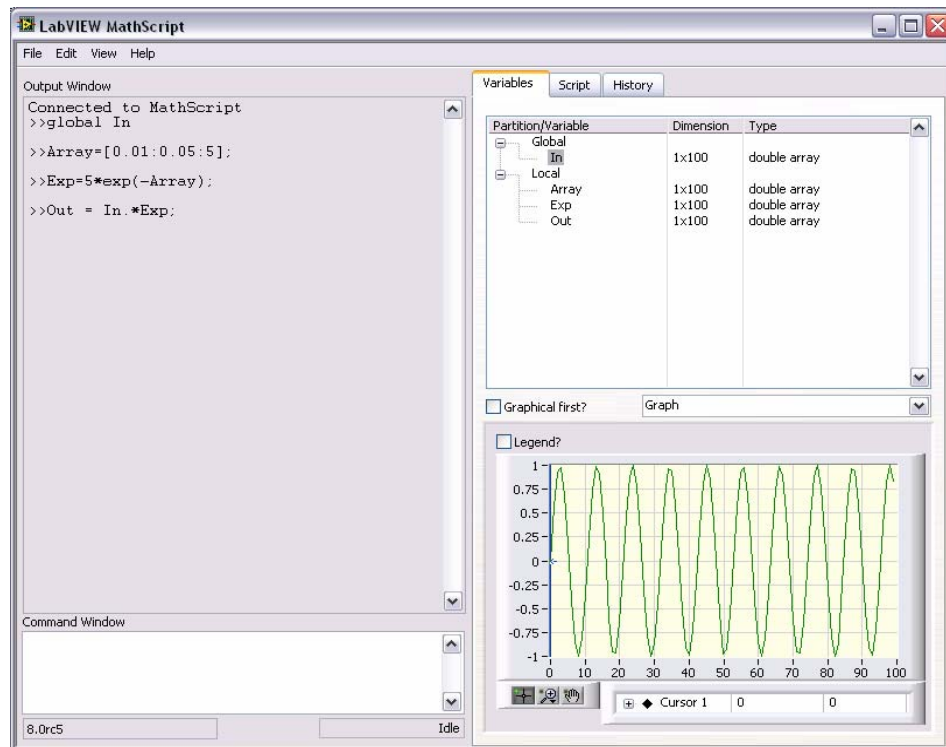 LabVIEW MathScript
File Edit View Help
Output Window
Connected to MathScript
>>global In
>>Array=[0.01:0.05:5];
>>Exp=5*exp(-Array);
>>Out = In.*Exp;
Command Window
8.0rc5
Idle
Variables Script History
Partition/Variable Dimension Type
Global
In 1x100 double array
Local
Array 1x100 double array
Exp 1x100 double array
Out 1x100 double array
Graphical first? Graph
Legend?
1
0.75
0.5
0.25
0
-0.25
-0.5
-0.75
-1
0 10 20 30 40 50 60 70 80 90 100
Cursor 1 0 0